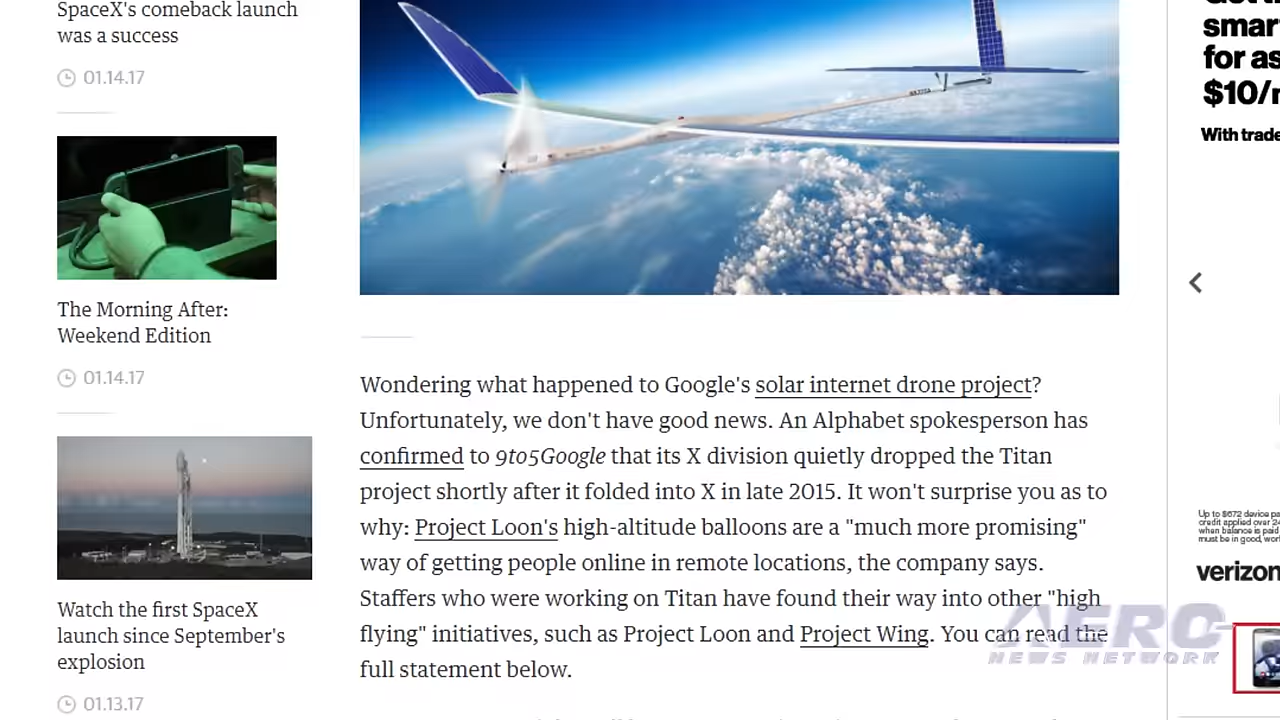 SpaceX's comeback launch
was a success
01.14.17
The Morning After:
Weekend Edition
01.14.17
Watch the first SpaceX
launch since September's
explosion
01.13.17
Wondering what happened to Google's solar internet drone project?
Unfortunately, we don't have good news. An Alphabet spokesperson has
confirmed to 9to5Google that its X division quietly dropped the Titan
project shortly after it folded into X in late 2015. It won't surprise you as to
why: Project Loon's high-altitude balloons are a "much more promising"
way of getting people online in remote locations, the company says.
Staffers who were working on Titan have found their way into other "high
flying" initiatives, such as Project Loon and Project Wing. You can read the
full statement below.
smar
for as
$10/
With trade
Up to $672 device pa
credit applied over 24
when balance is paid
must be in good, wor
verizon
AERO
NEWS NETWORK